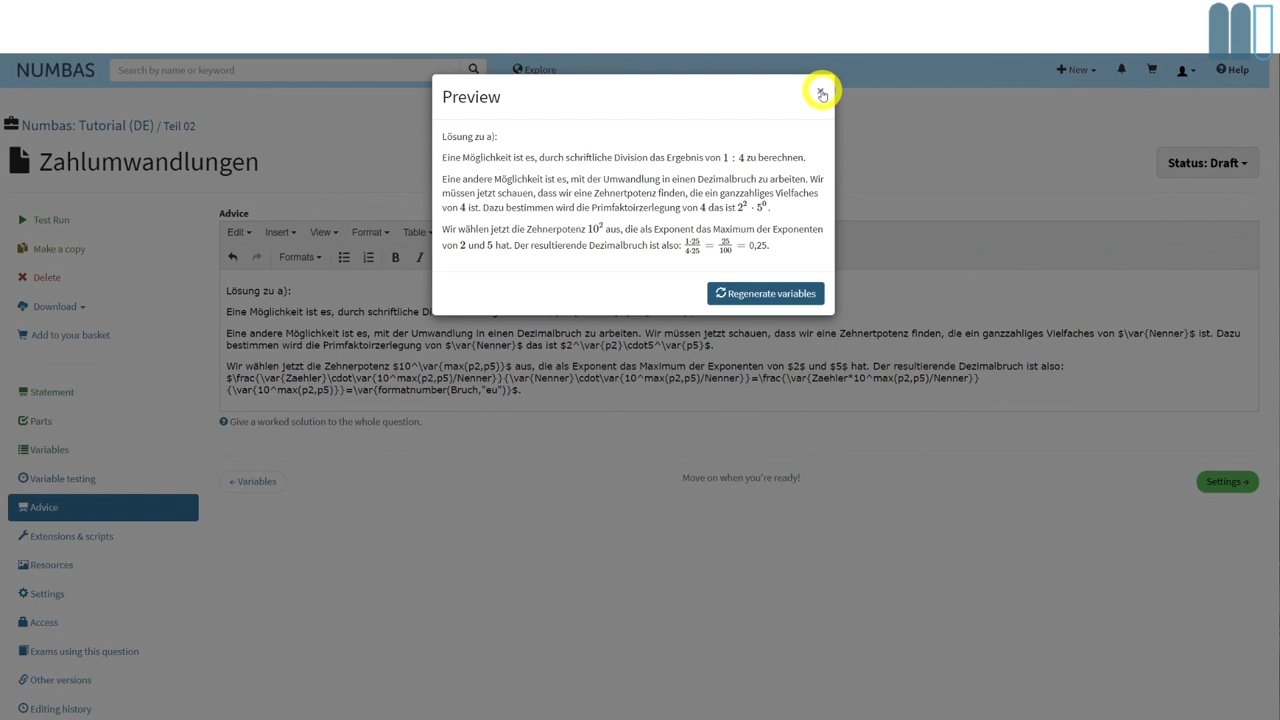 NUMBAS
Search by name or keyword
Explore
New
Help
Numbas: Tutorial (DE) / Teil 02
Zahlumwandlungen
Status: Draft
Test Run
Make a copy
Delete
Download
Add to your basket
Statement
Parts
Variables
Variable testing
Advice
Extensions & scripts
Resources
Settings
Access
Exams using this question
Other versions
Editing history
Advice
Edit Insert View Format Table
Formats B I
Lösung zu a):
Eine Möglichkeit ist es, durch schriftliche
Eine andere Möglichkeit ist es, mit der Umwandlung in einen Dezimalbruch zu arbeiten. Wir müssen jetzt schauen, dass wir eine Zehnertpotenz finden, die ein ganzzahliges Vielfaches von $\var{Nenner}$ ist. Dazu
bestimmen wird die Primfaktoirzerlegung von $\var{Nenner}$ das ist $2^\var{p2}\cdot5^\var{p5}$.
Wir wählen jetzt die Zehnerpotenz $10^\var{max(p2,p5)}$ aus, die als Exponent das Maximum der Exponenten von $2$ und $5$ hat. Der resultierende Dezimalbruch ist also:
$\frac{\var{Zaehler}\cdot\var{10^max(p2,p5)/Nenner}}{\var{Nenner}\cdot\var{10^max(p2,p5)/Nenner}}=\frac{\var{Zaehler*10^max(p2,p5)/Nenner}}
{\var{10^max(p2,p5)}}=\var{formatnumber(Bruch,"eu")}$.
Give a worked solution to the whole question.
← Variables
Move on when you're ready!
Settings →
Preview
×
Lösung zu a):
Eine Möglichkeit ist es, durch schriftliche Division das Ergebnis von 1 : 4 zu berechnen.
Eine andere Möglichkeit ist es, mit der Umwandlung in einen Dezimalbruch zu arbeiten. Wir
müssen jetzt schauen, dass wir eine Zehnertpotenz finden, die ein ganzzahliges Vielfaches
von 4 ist. Dazu bestimmen wird die Primfaktoirzerlegung von 4 das ist 2² · 5⁰.
Wir wählen jetzt die Zehnerpotenz 10² aus, die als Exponent das Maximum der Exponenten
von 2 und 5 hat. Der resultierende Dezimalbruch ist also: 1·25/4·25 = 25/100 = 0,25.
Regenerate variables